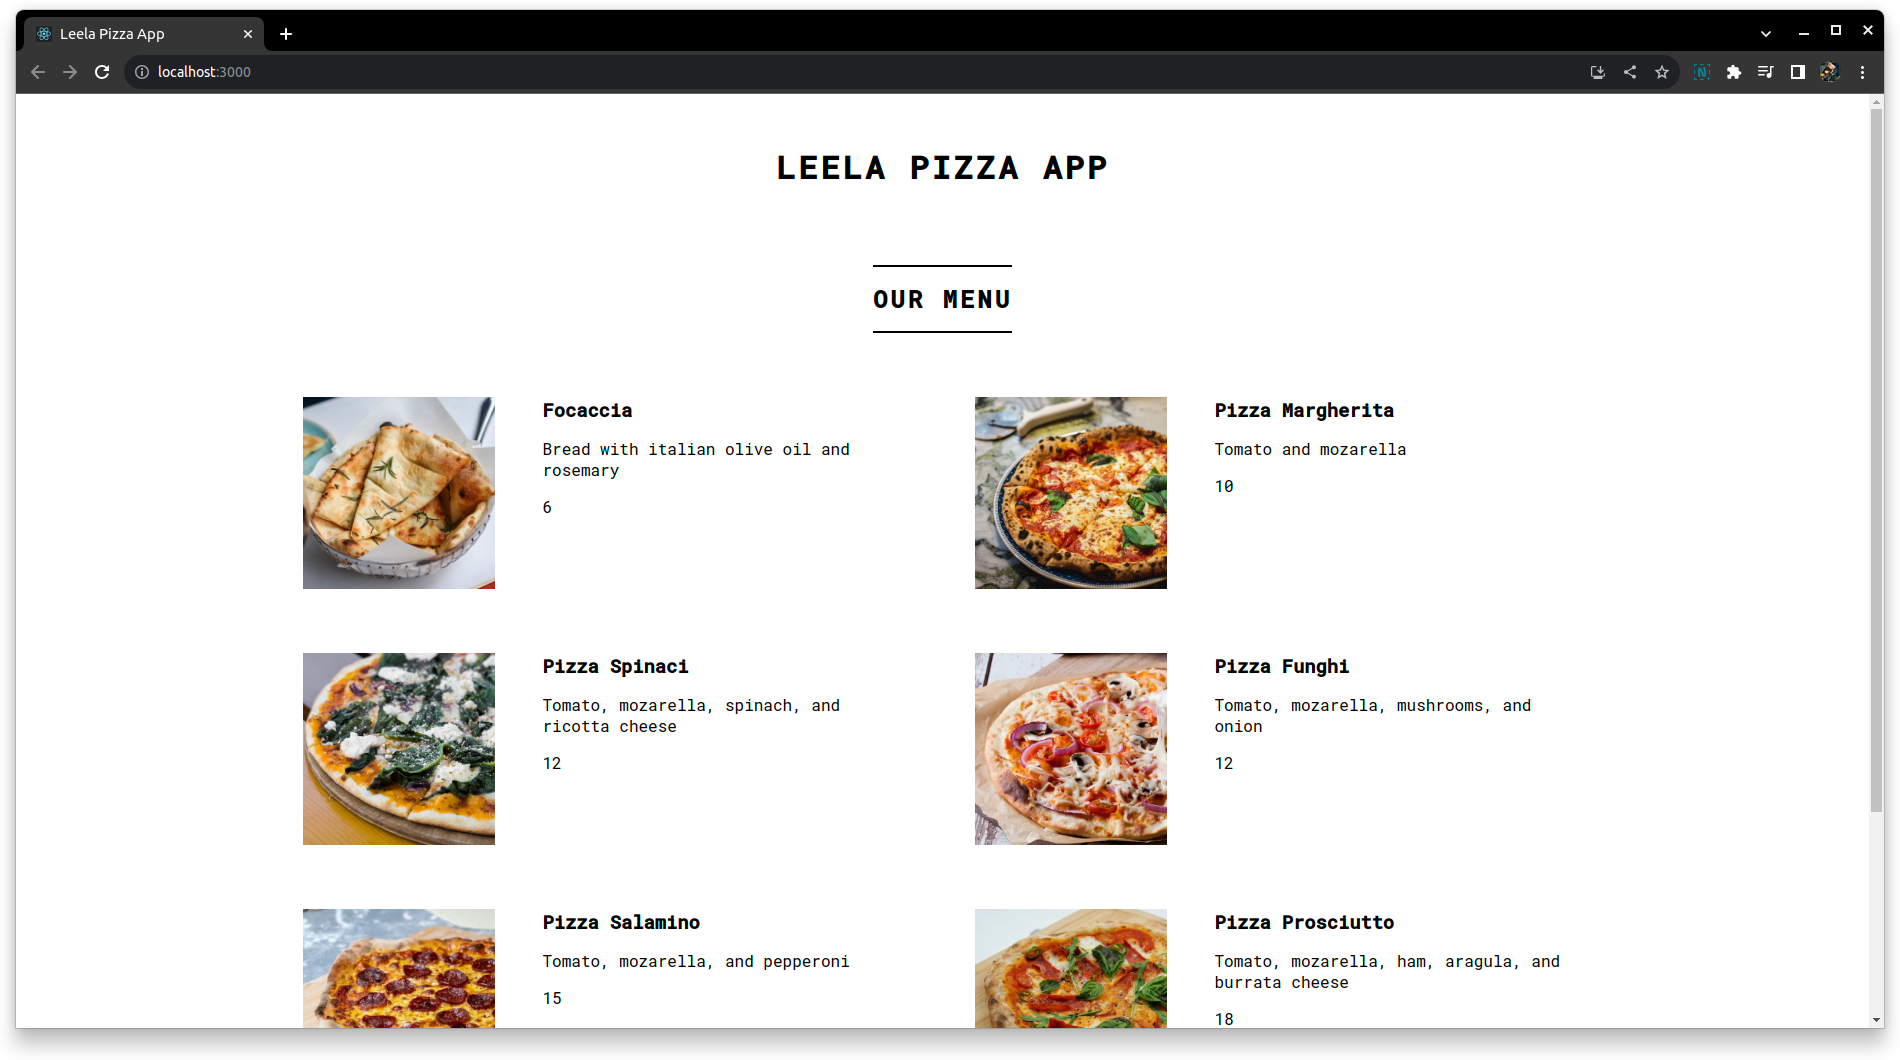 Leela Pizza App
localhost:3000
LEELA PIZZA APP
OUR MENU
Focaccia
Bread with italian olive oil and
rosemary
6
Pizza Margherita
Tomato and mozarella
10
Pizza Spinaci
Tomato, mozarella, spinach, and
ricotta cheese
12
Pizza Funghi
Tomato, mozarella, mushrooms, and
onion
12
Pizza Salamino
Tomato, mozarella, and pepperoni
15
Pizza Prosciutto
Tomato, mozarella, ham, aragula, and
burrata cheese
18